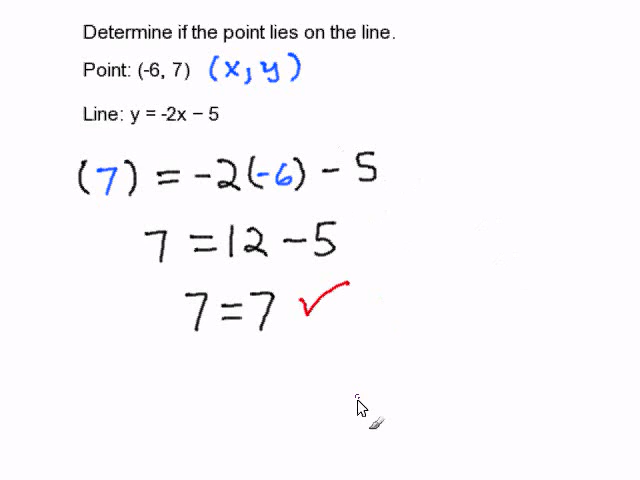 Determine if the point lies on the line.
Point: (-6, 7) (x, y)
Line: y = -2x − 5
(7) = -2(-6) - 5
7 = 12 - 5
7 = 7 ✓